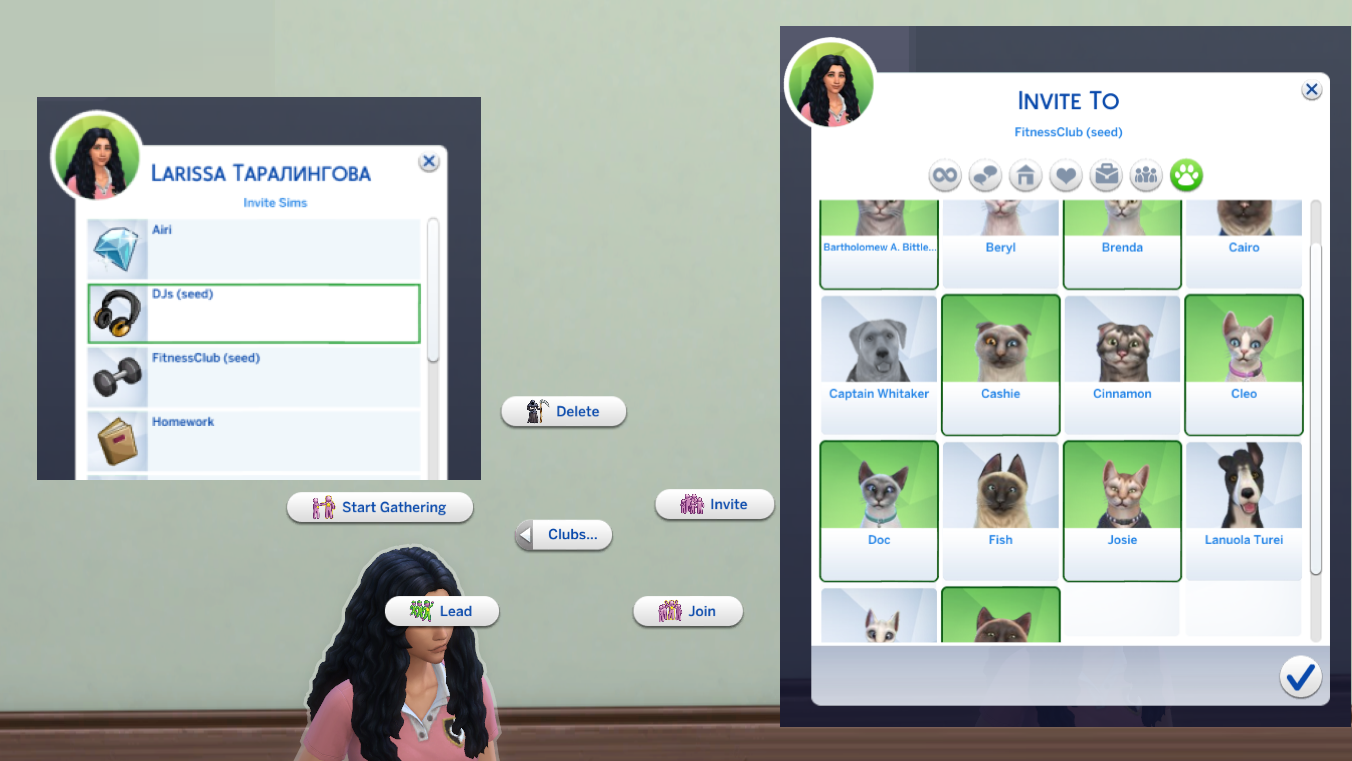 LARISSA ТАРАЛИНГОВА
Invite Sims
Airi
DJs (seed)
FitnessClub (seed)
Homework
Delete
Start Gathering
Invite
Clubs...
Lead
Join
INVITE TO
FitnessClub (seed)
Bartholomew A. Bittle...
Beryl
Brenda
Cairo
Captain Whitaker
Cashie
Cinnamon
Cleo
Doc
Fish
Josie
Lanuola Turei